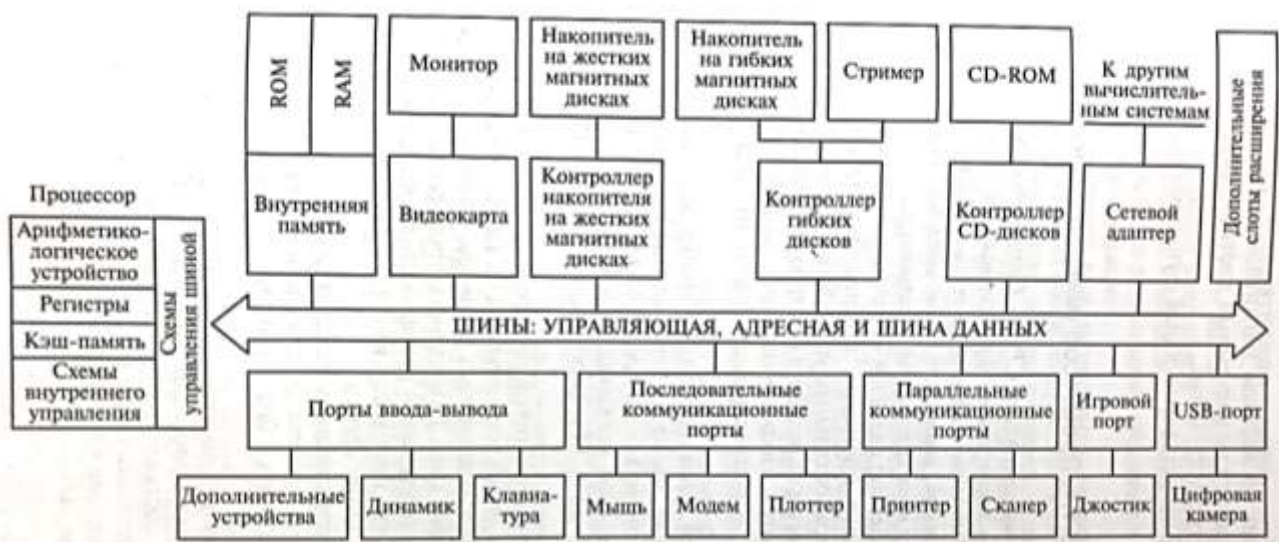 ROM
RAM
Монитор
Накопитель
на жестких
магнитных
дисках
Накопитель
на гибких
магнитных
дисках
Стример
CD-ROM
К другим
вычислитель-
ным системам
Дополнительные
слоты расширения
Внутренняя
память
Видеокарта
Контроллер
накопителя
на жестких
магнитных
дисках
Контроллер
гибких
дисков
Контроллер
CD-дисков
Сетевой
адаптер
Процессор
Арифметико-
логическое
устройство
Регистры
Кэш-память
Схемы
внутреннего
управления
Схемы
управления шиной
ШИНЫ: УПРАВЛЯЮЩАЯ, АДРЕСНАЯ И ШИНА ДАННЫХ
Порты ввода-вывода
Последовательные
коммуникационные
порты
Параллельные
коммуникационные
порты
Игровой
порт
USB-порт
Дополнительные
устройства
Динамик
Клавиа-
тура
Мышь
Модем
Плоттер
Принтер
Сканер
Джостик
Цифровая
камера